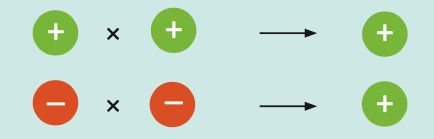 + × + → +
− × − → +